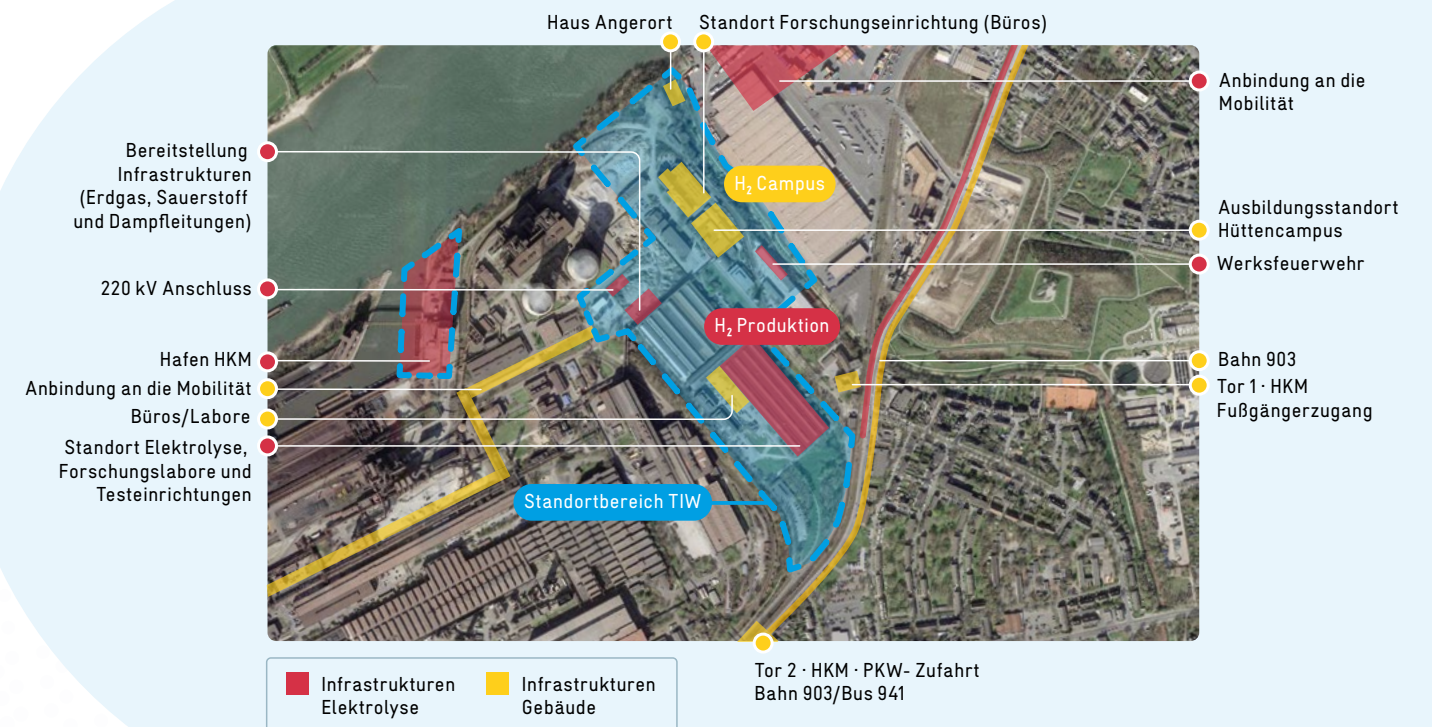 Haus Angerort
Standort Forschungseinrichtung (Büros)
Anbindung an die
Mobilität
Bereitstellung
Infrastrukturen
(Erdgas, Sauerstoff
und Dampfleitungen)
H₂ Campus
Ausbildungsstandort
Hüttencampus
Werksfeuerwehr
220 kV Anschluss
H₂ Produktion
Hafen HKM
Bahn 903
Anbindung an die Mobilität
Tor 1 · HKM
Fußgängerzugang
Büros/Labore
Standort Elektrolyse,
Forschungslabore und
Testeinrichtungen
Standortbereich TIW
Tor 2 · HKM · PKW- Zufahrt
Bahn 903/Bus 941
Infrastrukturen
Elektrolyse
Infrastrukturen
Gebäude